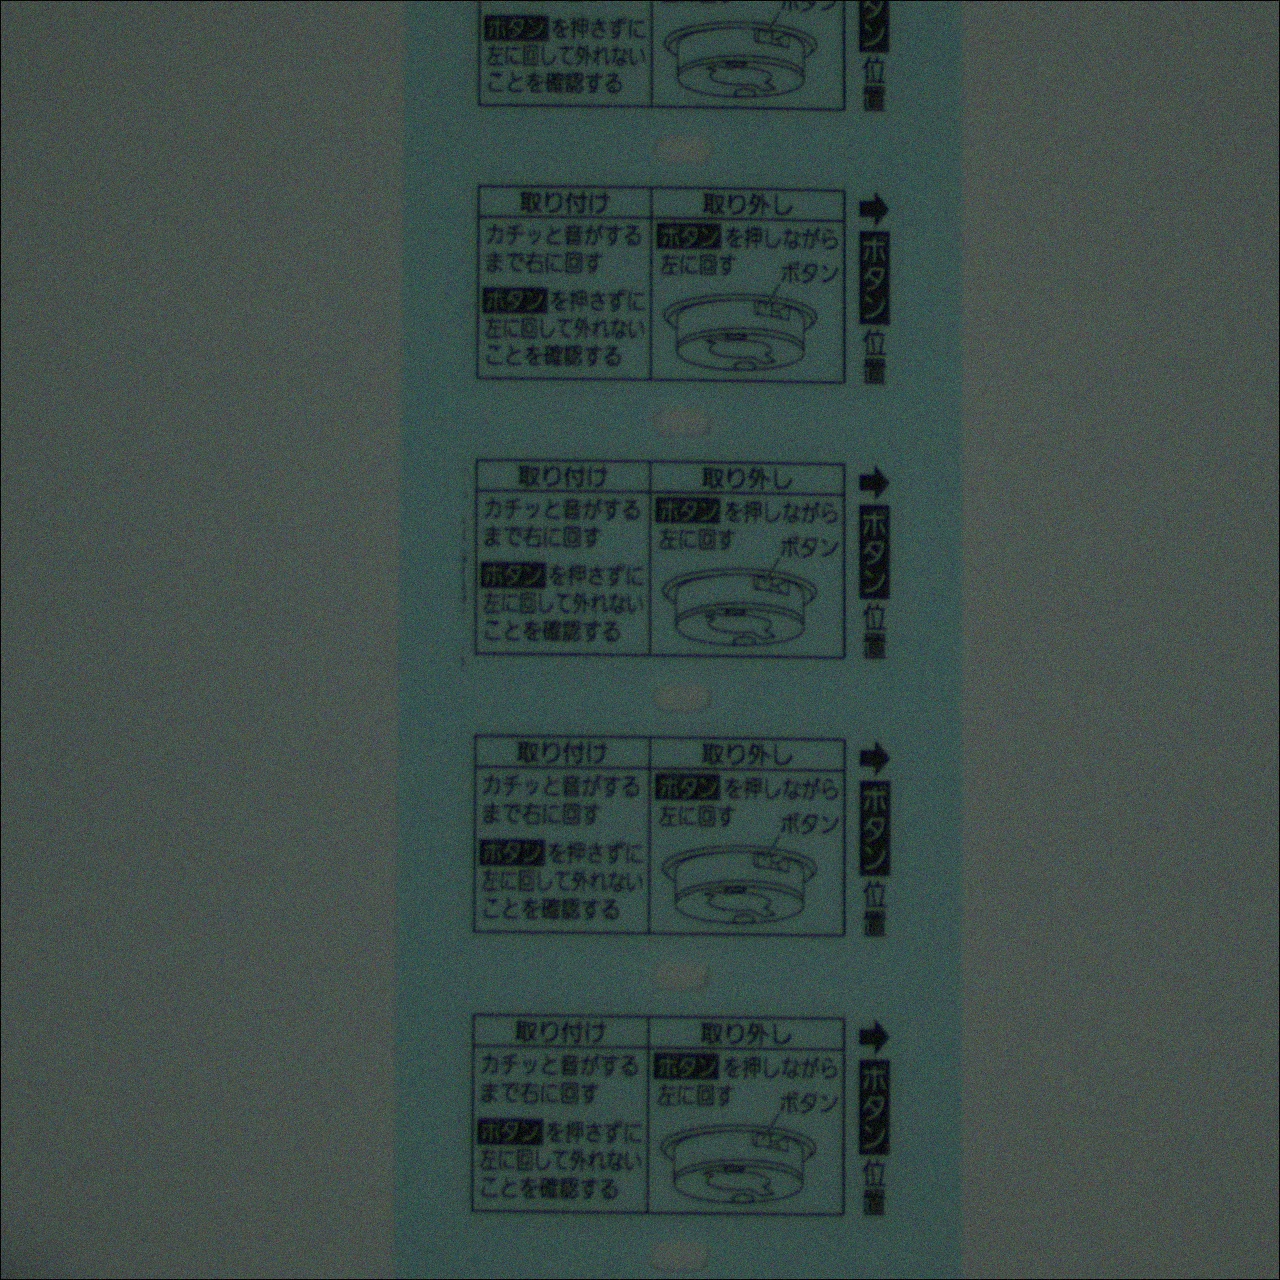 ボタンを押さずに
左に回して外れない
ことを確認する
ボタン
ボタン
位置
取り付け
カチッと音がする
まで右に回す
ボタンを押さずに
左に回して外れない
ことを確認する
取り外し
ボタンを押しながら
左に回す
ボタン
➡ボタン位置
取り付け
カチッと音がする
まで右に回す
ボタンを押さずに
左に回して外れない
ことを確認する
取り外し
ボタンを押しながら
左に回す
ボタン
➡ボタン位置
取り付け
カチッと音がする
まで右に回す
ボタンを押さずに
左に回して外れない
ことを確認する
取り外し
ボタンを押しながら
左に回す
ボタン
➡ボタン位置
取り付け
カチッと音がする
まで右に回す
ボタンを押さずに
左に回して外れない
ことを確認する
取り外し
ボタンを押しながら
左に回す
ボタン
➡ボタン位置